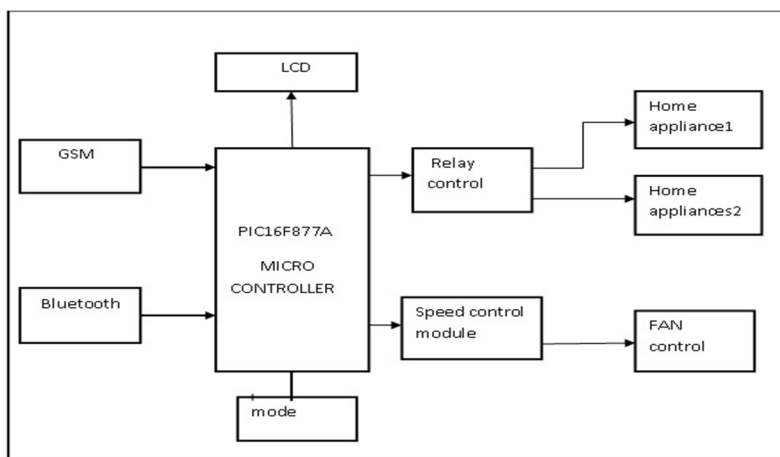 LCD
GSM
Bluetooth
PIC16F877A
MICRO
CONTROLLER
mode
Relay
control
Home
appliance1
Home
appliances2
Speed control
module
FAN
control